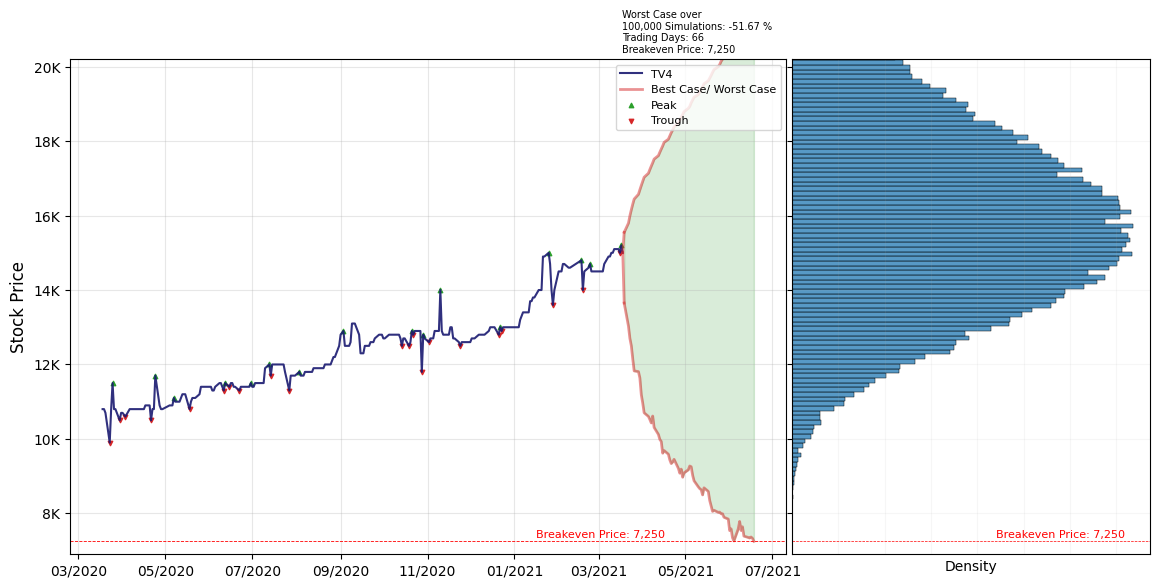 Worst Case over
100,000 Simulations: -51.67 %
Trading Days: 66
Breakeven Price: 7,250
TV4
Best Case/ Worst Case
Peak
Trough
Stock Price
20K
18K
16K
14K
12K
10K
8K
Breakeven Price: 7,250
Breakeven Price: 7,250
03/2020 05/2020 07/2020 09/2020 11/2020 01/2021 03/2021 05/2021 07/2021
Density